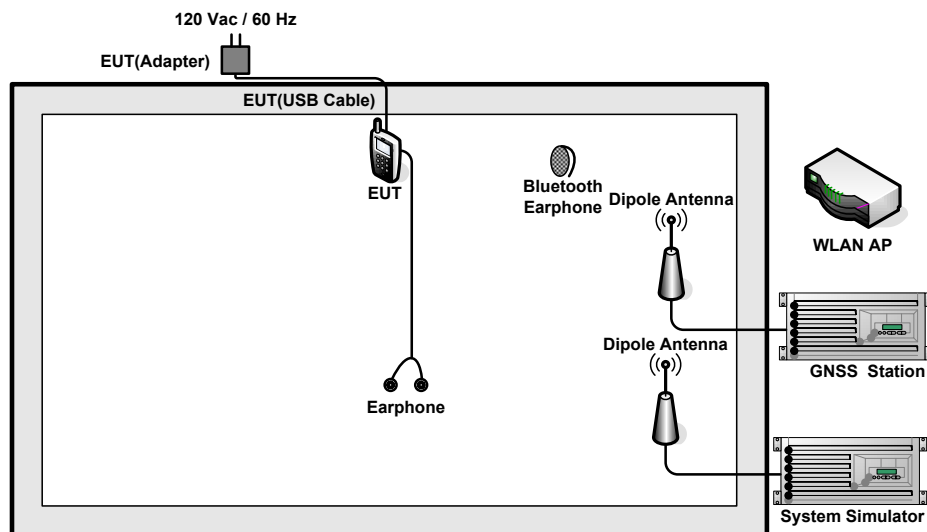 120 Vac / 60 Hz
EUT(Adapter)
EUT(USB Cable)
EUT
Bluetooth
Earphone
Dipole Antenna
WLAN AP
GNSS Station
Dipole Antenna
Earphone
System Simulator